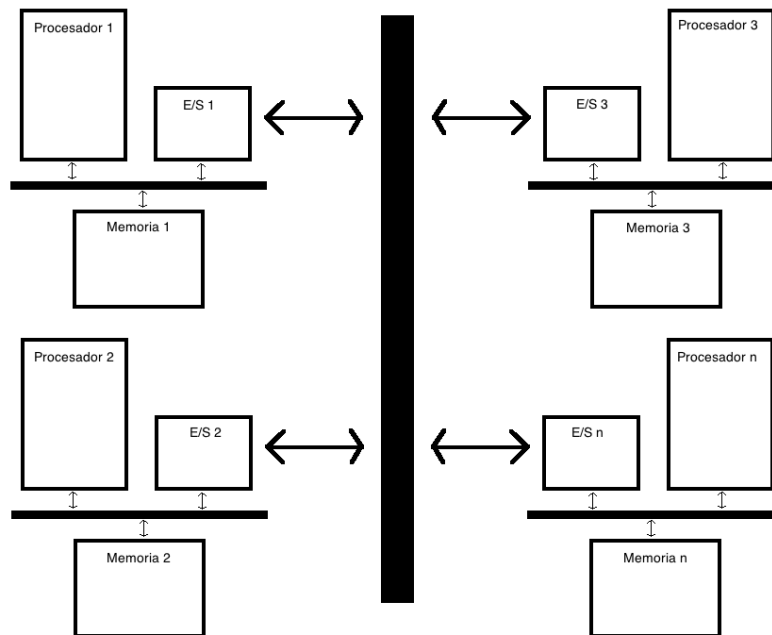 Procesador 1
E/S 1
Memoria 1
Procesador 3
E/S 3
Memoria 3
Procesador 2
E/S 2
Memoria 2
Procesador n
E/S n
Memoria n